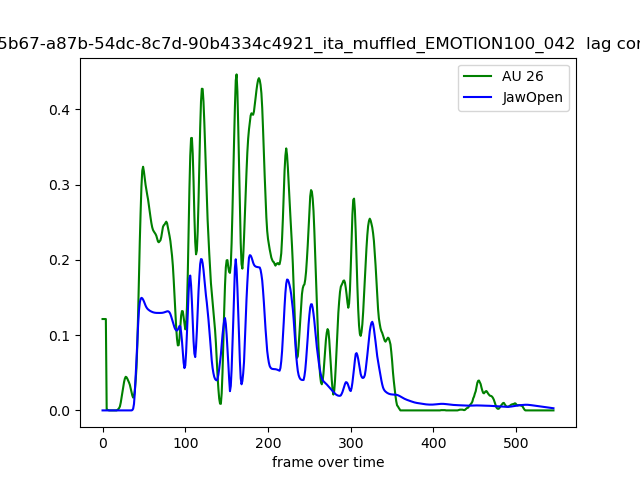 5b67-a87b-54dc-8c7d-90b4334c4921_ita_muffled_EMOTION100_042 lag
AU 26
JawOpen
0.4
0.3
0.2
0.1
0.0
0 100 200 300 400 500
frame over time